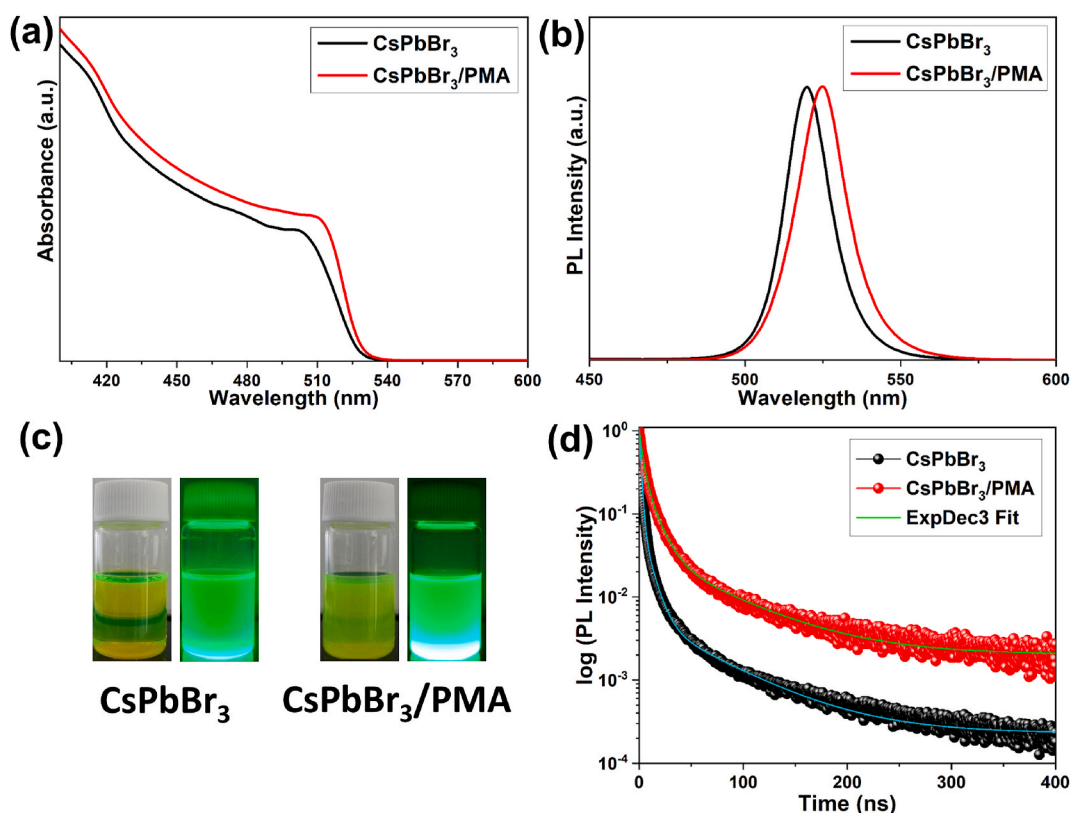 (a)
CsPbBr₃
CsPbBr₃/PMA
Absorbance (a.u.)
420 450 480 510 540 570 600
Wavelength (nm)
(b)
CsPbBr₃
CsPbBr₃/PMA
PL Intensity (a.u.)
450 500 550 600
Wavelength (nm)
(c)
CsPbBr₃ CsPbBr₃/PMA
(d)
CsPbBr₃
CsPbBr₃/PMA
ExpDec3 Fit
log (PL Intensity)
10⁰
10⁻¹
10⁻²
10⁻³
10⁻⁴
0 100 200 300 400
Time (ns)